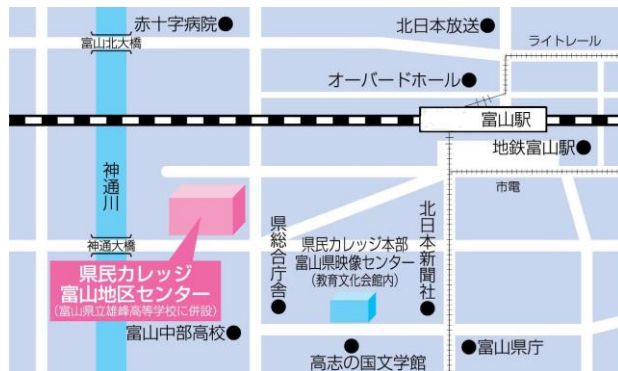 赤十字病院
北日本放送
富山北大橋
ライトレール
オーバードホール
富山駅
地鉄富山駅
神通川
市電
神通大橋
県民カレッジ
富山地区センター
(富山県立雄峰高等学校に併設)
県総合庁舎
県民カレッジ本部
富山県映像センター
(教育文化会館内)
北日本新聞社
富山中部高校
高志の国文学館
富山県庁